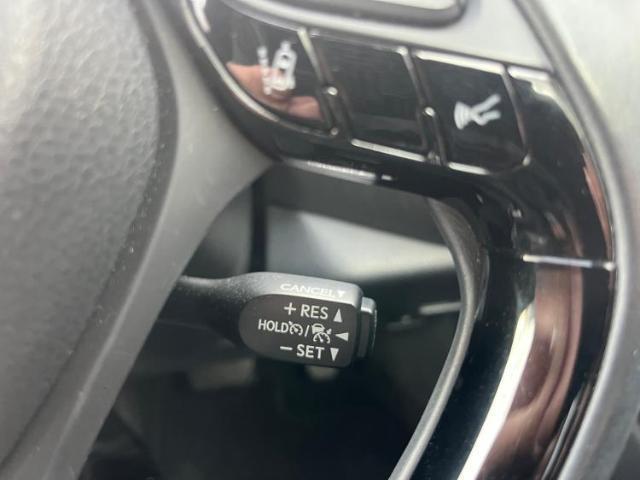 CANCEL
+ RES
HOLD /
− SET